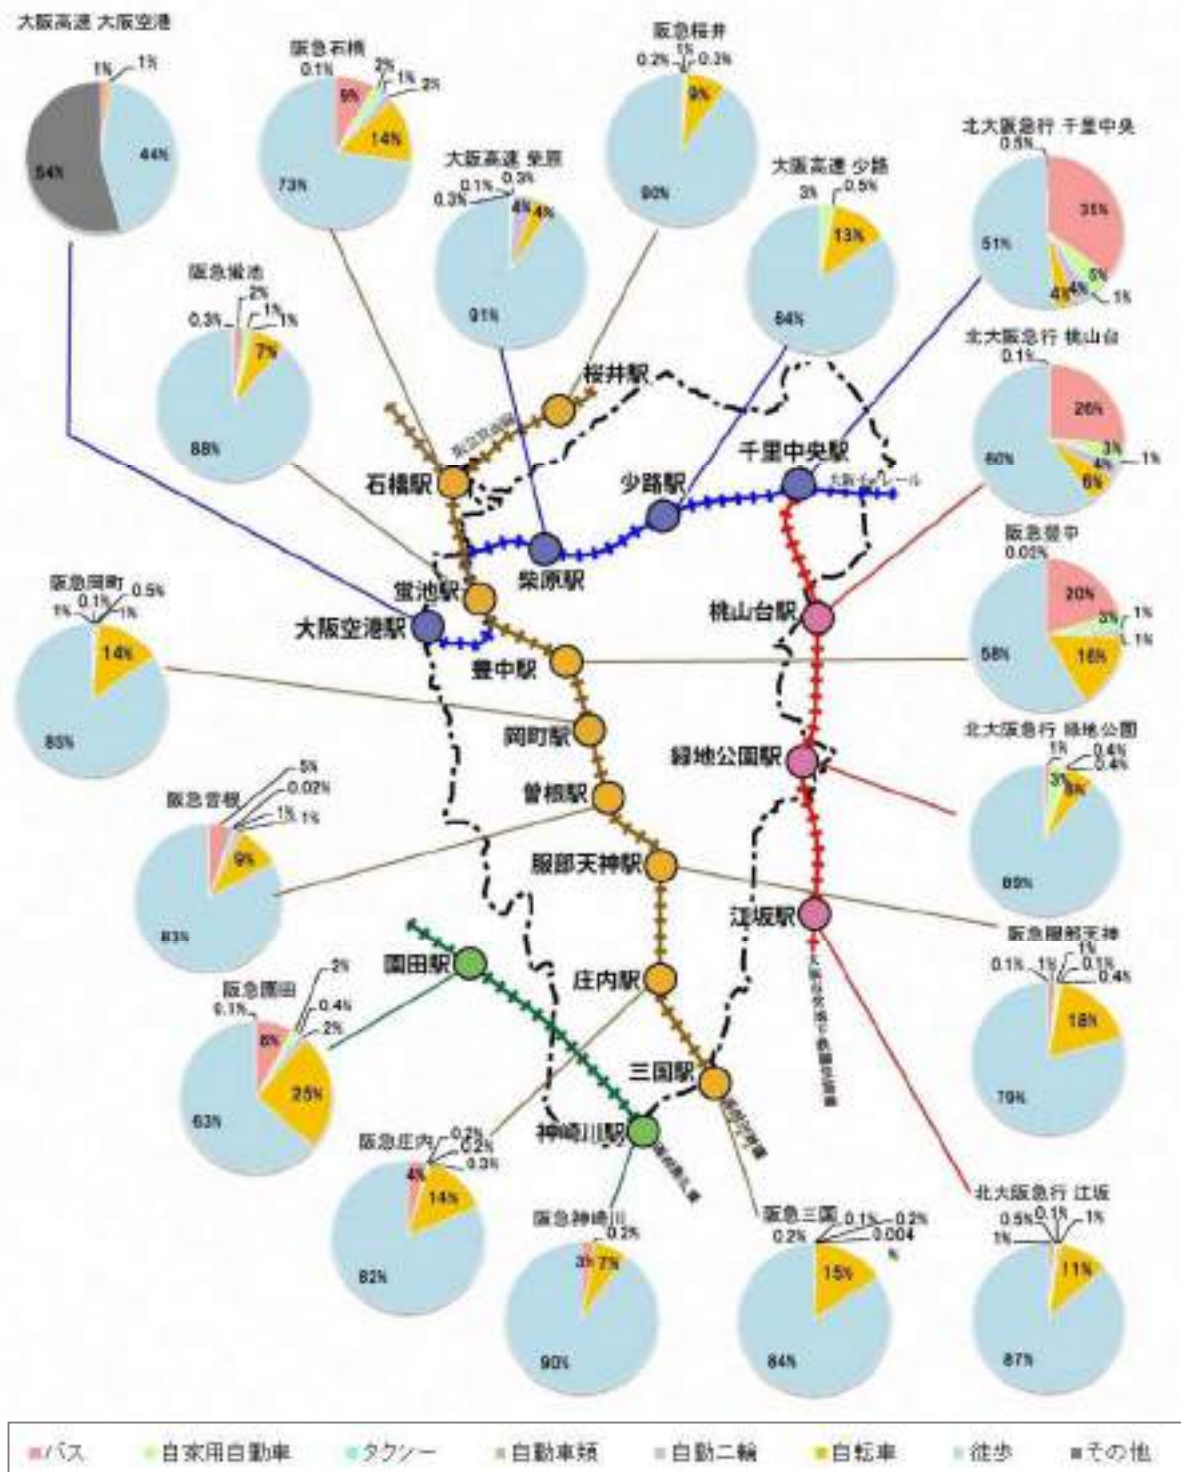 大阪高速 大阪空港
1%
1%
44%
54%
阪急石橋
0.1%
9%
2%
1%
2%
14%
73%
大阪高速 柴原
0.3%
0.1%
0.3%
4%
4%
91%
阪急桜井
0.2%
1%
0.3%
9%
90%
大阪高速 少路
3%
0.5%
13%
84%
北大阪急行 千里中央
0.5%
35%
5%
1%
4%
4%
51%
阪急蛍池
0.3%
2%
1%
1%
7%
88%
北大阪急行 桃山台
0.1%
26%
3%
1%
4%
6%
60%
阪急豊中
20%
3%
1%
1%
16%
58%
阪急岡町
1%
0.1%
0.5%
1%
14%
85%
北大阪急行 緑地公園
1%
3%
0.4%
0.4%
89%
阪急曽根
5%
0.02%
1%
1%
9%
83%
阪急服部天神
0.1%
1%
1%
0.1%
0.4%
18%
79%
阪急園田
0.1%
8%
2%
0.4%
2%
25%
63%
阪急庄内
4%
0.2%
0.2%
0.3%
14%
82%
阪急神崎川
3%
0.2%
7%
90%
阪急三国
0.2%
0.1%
0.2%
0.004
%
15%
84%
北大阪急行 江坂
1%
0.5%
0.1%
1%
11%
87%
桜井駅
石橋駅
千里中央駅
少路駅
大阪モノレール
柴原駅
蛍池駅
大阪空港駅
桃山台駅
豊中駅
岡町駅
緑地公園駅
曽根駅
服部天神駅
江坂駅
園田駅
庄内駅
三国駅
神崎川駅
バス 自家用自動車 タクシー 自動車類 自動二輪 自転車 徒歩 その他